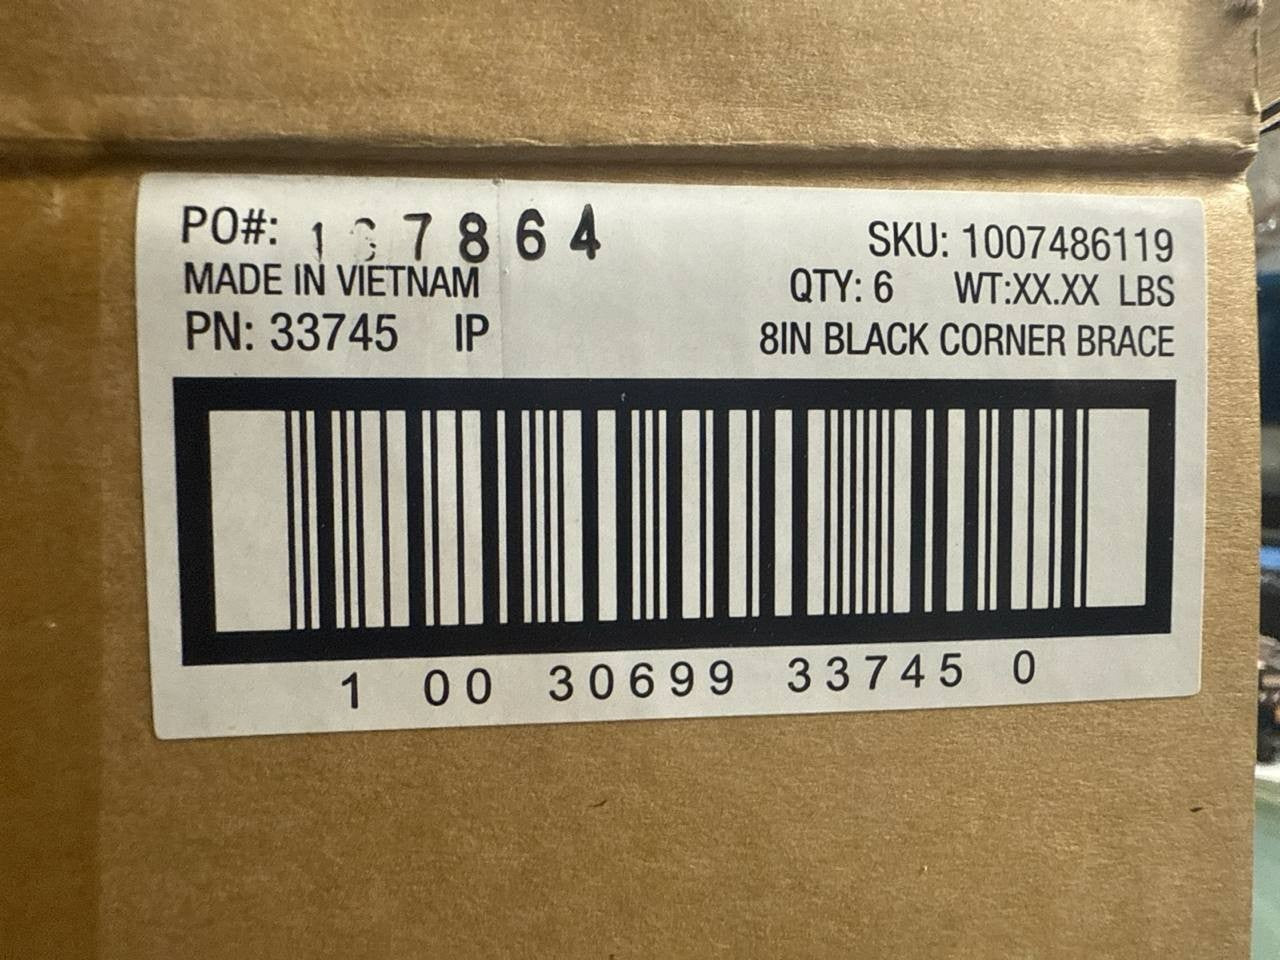 PO#: 7864
SKU: 1007486119
MADE IN VIETNAM
QTY: 6 WT:XX.XX LBS
PN: 33745 IP
8IN BLACK CORNER BRACE
1 00 30699 33745 0